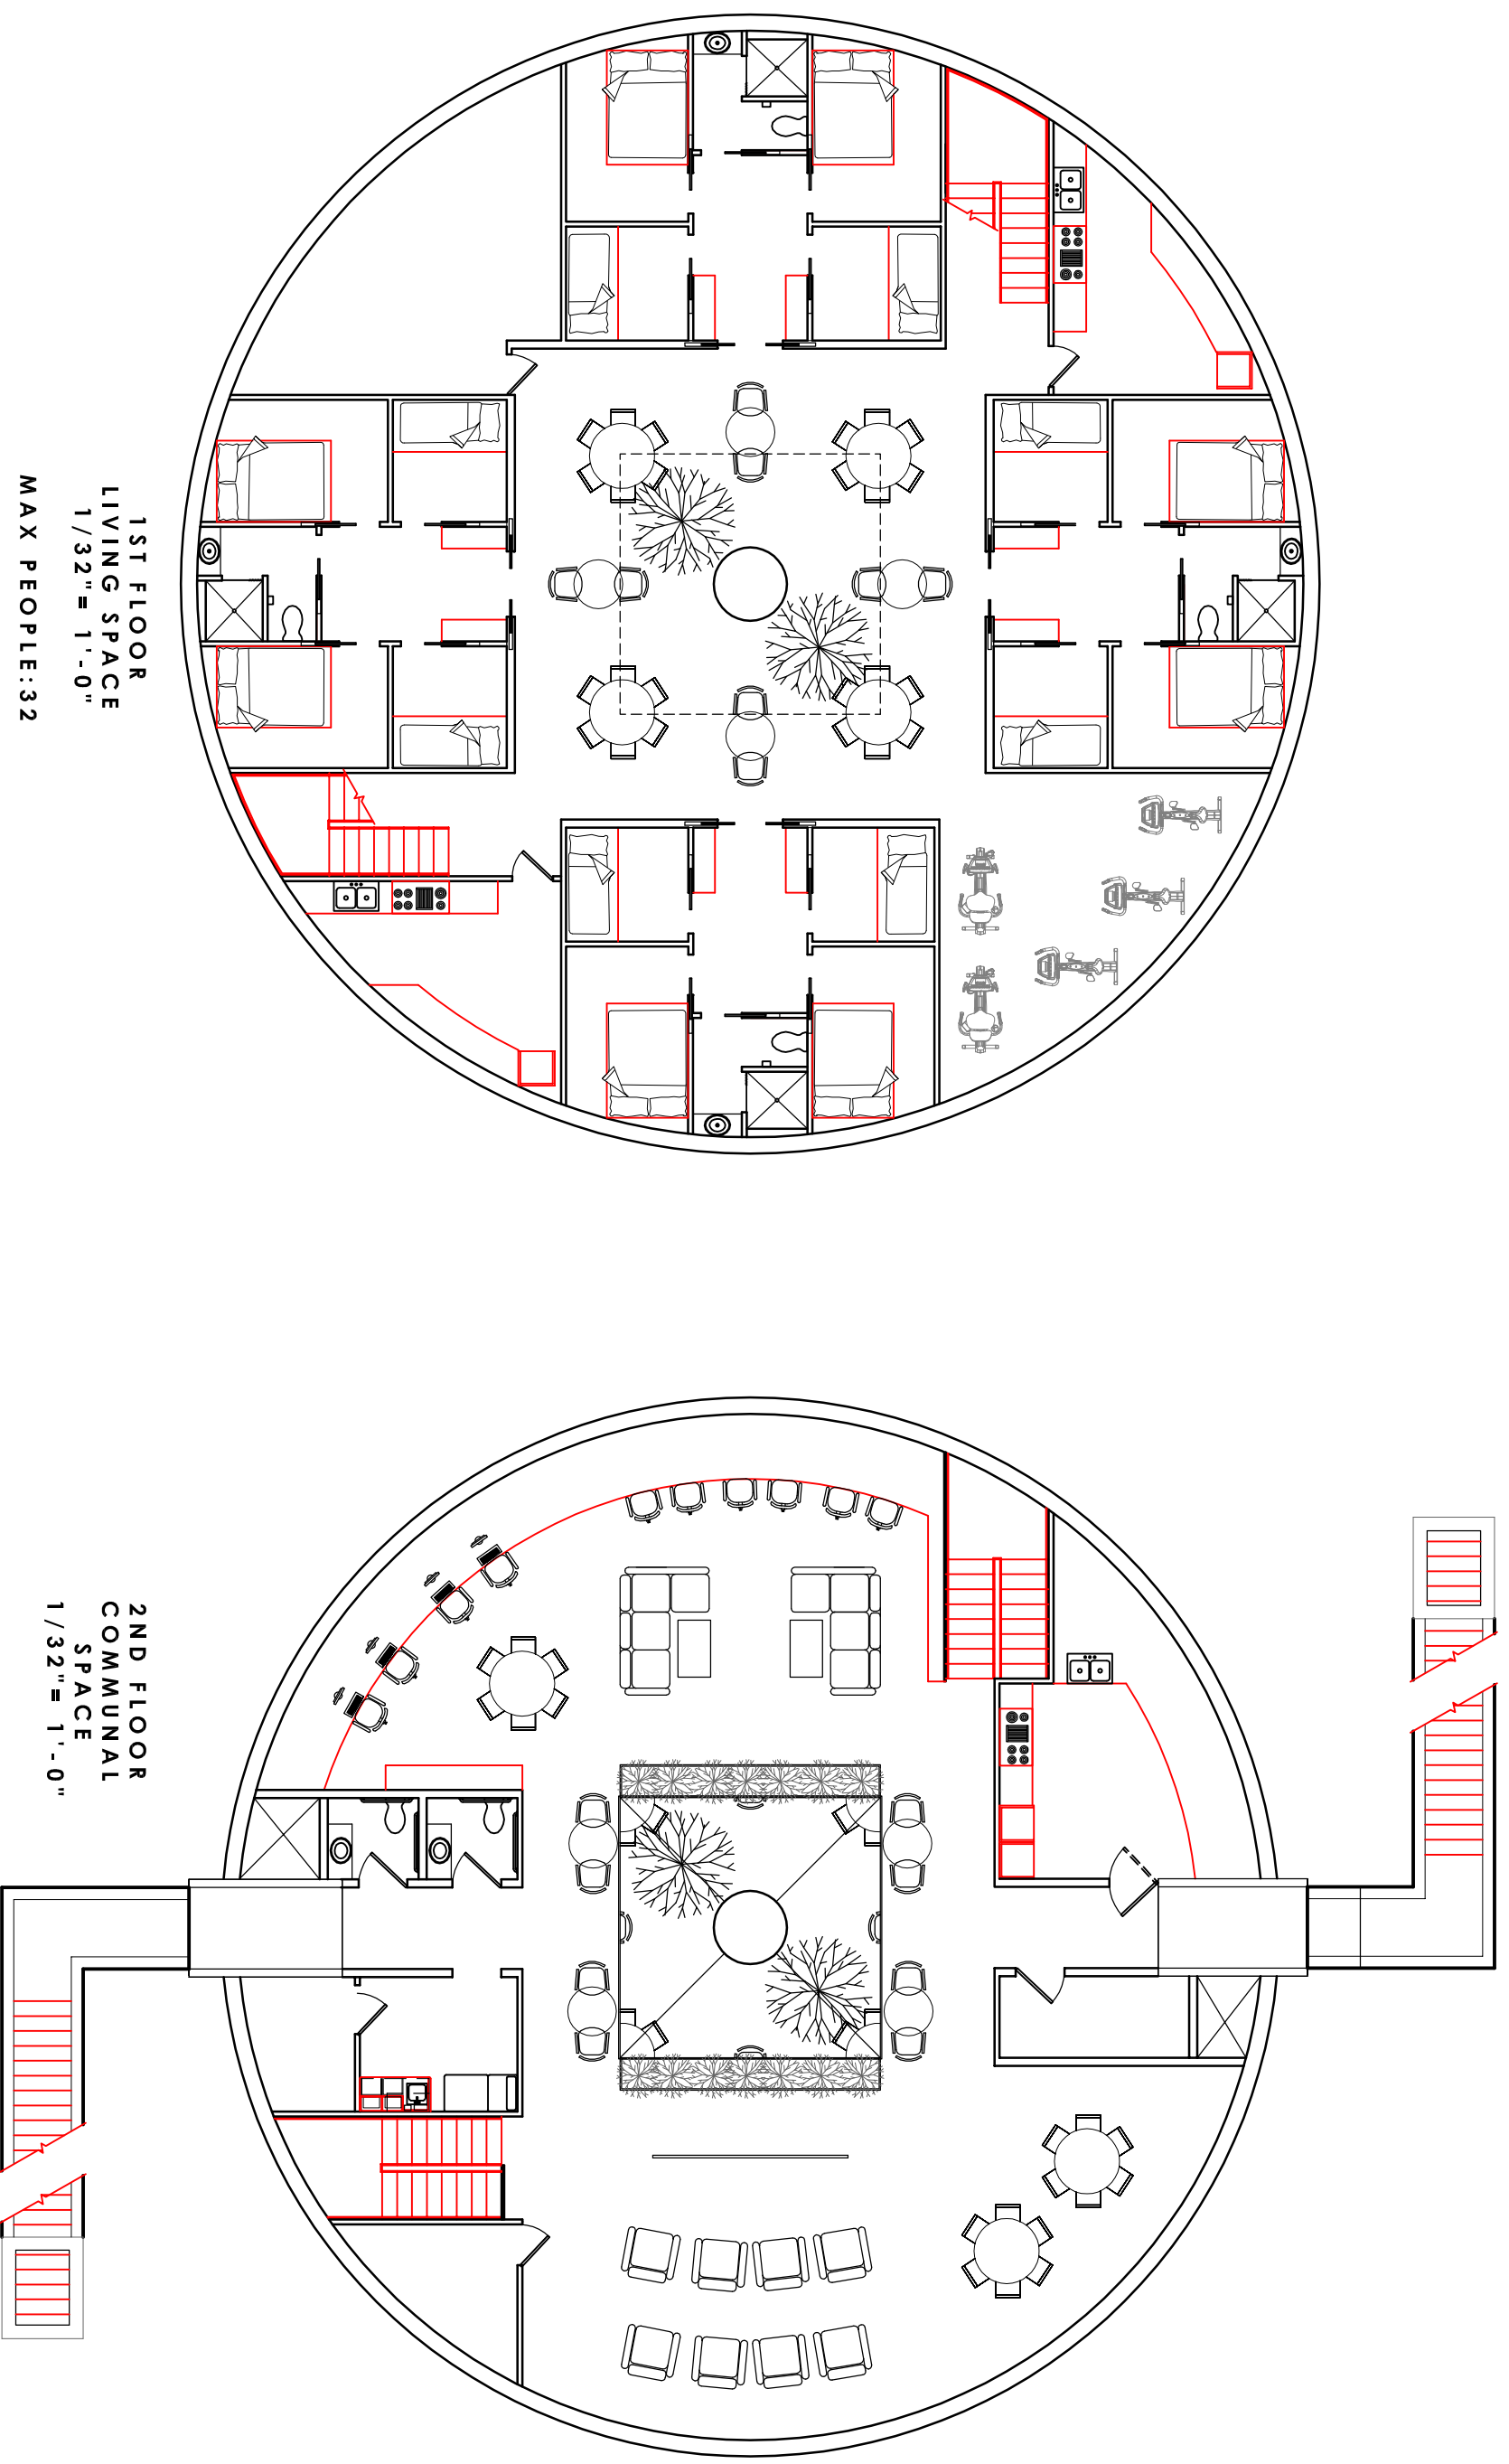 1ST FLOOR
LIVING SPACE
1/32"= 1'-0"
MAX PEOPLE:32
2ND FLOOR
COMMUNAL
SPACE
1/32"= 1'-0"